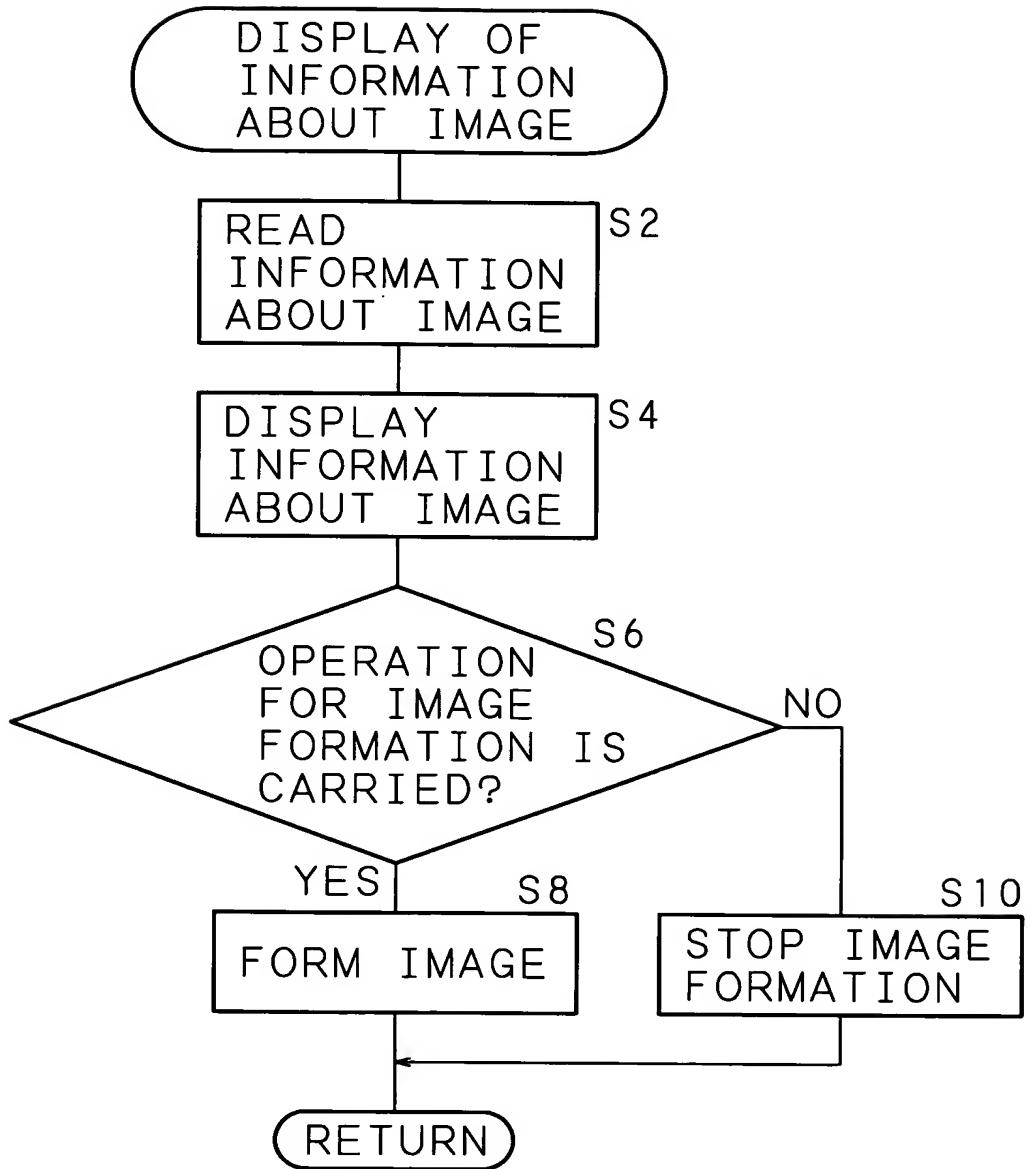 DISPLAY OF
INFORMATION
ABOUT IMAGE
S2
READ
INFORMATION
ABOUT IMAGE
S4
DISPLAY
INFORMATION
ABOUT IMAGE
S6
OPERATION
FOR IMAGE
FORMATION IS
CARRIED?
NO
YES
S8
FORM IMAGE
S10
STOP IMAGE
FORMATION
RETURN